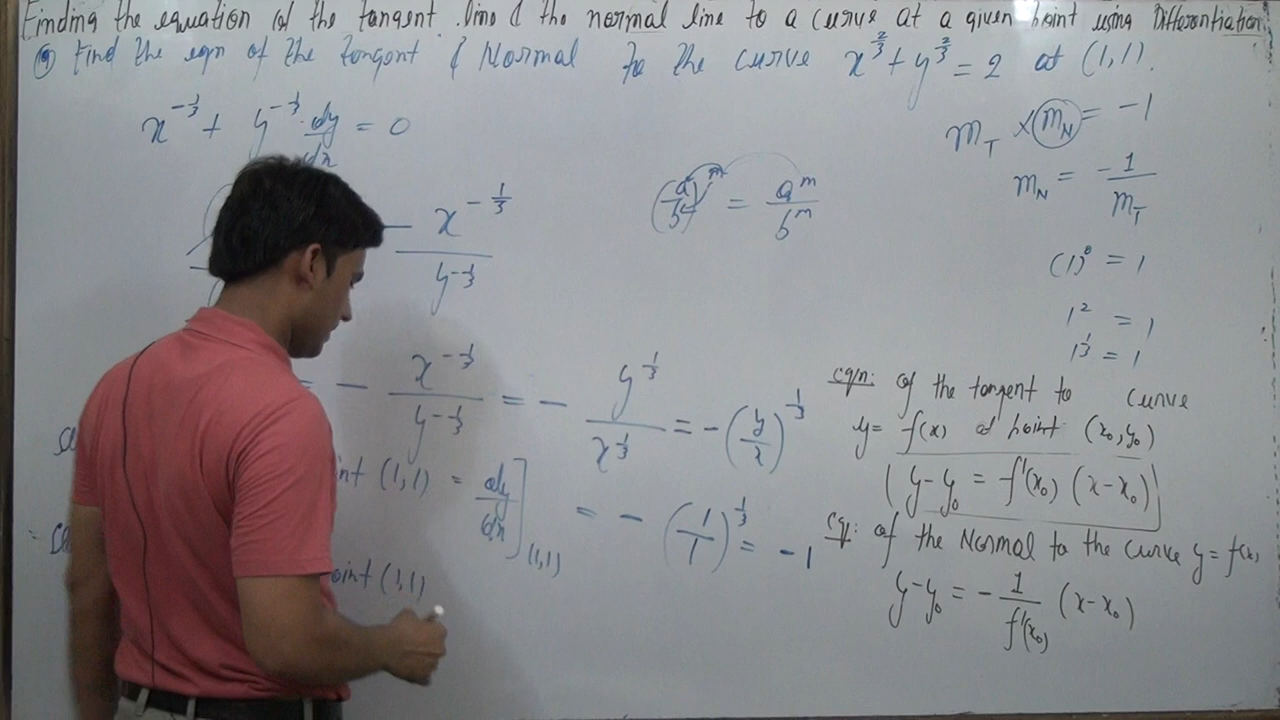 Finding the equation of the tangent line & the normal line to a curve at a given point using Differentiation
Find the eqn of the tangent & Normal to the curve x^{2/3} + y^{2/3} = 2 at (1,1).
x^{-1/3} + y^{-1/3} · dy/dx = 0
m_T × m_N = -1
m_N = -1/m_T
- x^{-1/3} / y^{-1/3}
(a/b)^m = a^m / b^m
(1)^0 = 1
1^2 = 1
1^{1/3} = 1
= - x^{-1/3} / y^{-1/3} = - y^{1/3} / x^{1/3} = -(y/x)^{1/3}
(1,1) = dy/dx](1,1) = -(1/1)^{1/3} = -1
(1,1)
eqn: of the tangent to curve
y = f(x) at point (x₀,y₀)
y-y₀ = f'(x₀) (x-x₀)
eq: of the Normal to the curve y = f(x)
y-y₀ = - 1/f'(x₀) (x-x₀)